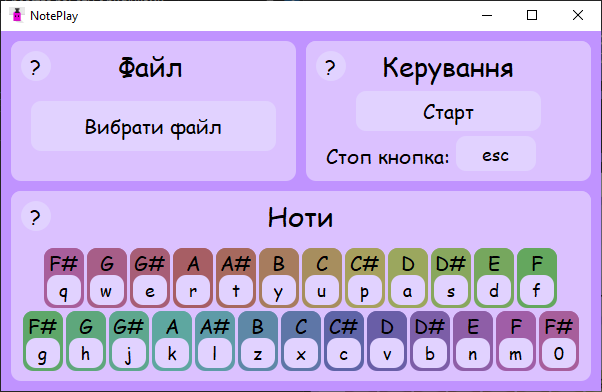 NotePlay
? Файл
Вибрати файл
? Керування
Старт
Стоп кнопка: esc
? Ноти
F# G G# A A# B C C# D D# E F
q w e r t y u p a s d f
F# G G# A A# B C C# D D# E F F#
g h j k l z x c v b n m 0